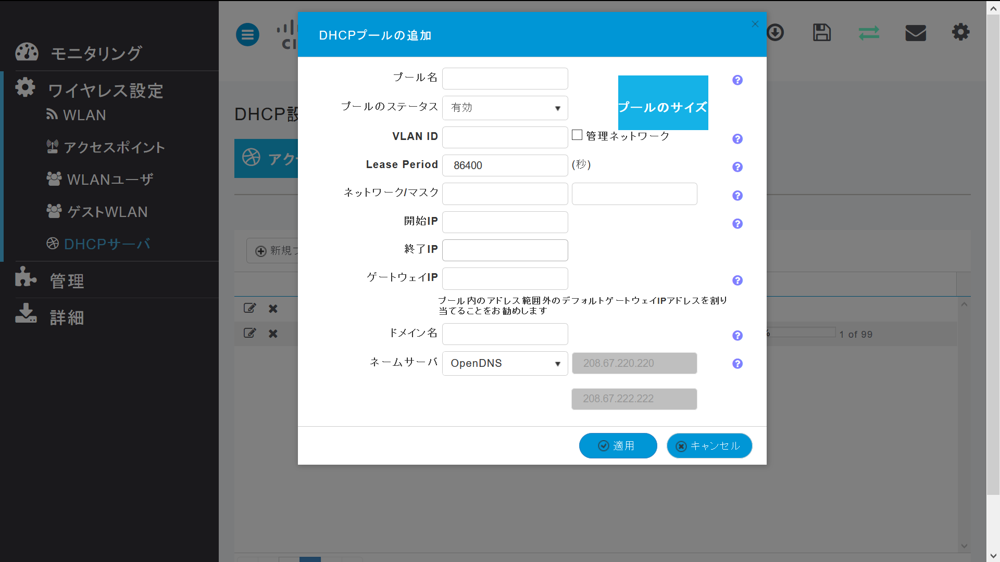 モニタリング
ワイヤレス設定
WLAN
アクセスポイント
WLANユーザ
ゲストWLAN
DHCPサーバ
管理
詳細
DHCP設
アク
新規
1 of 99
DHCPプールの追加
プール名
プールのステータス 有効
プールのサイズ
VLAN ID 管理ネットワーク
Lease Period 86400 (秒)
ネットワーク/マスク
開始IP
終了IP
ゲートウェイIP
プール内のアドレス範囲外のデフォルトゲートウェイIPアドレスを割り
当てることをお勧めします
ドメイン名
ネームサーバ OpenDNS 208.67.220.220
208.67.222.222
適用 キャンセル